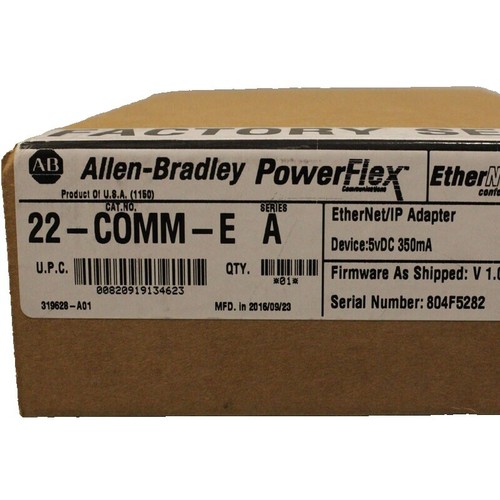 FACTORY SE
AB Allen-Bradley PowerFlex EtherN
Communications confo
Product Of U.S.A. (1150)
CAT.NO. SERIES
22-COMM-E A
EtherNet/IP Adapter
Device:5vDC 350mA
U.P.C. QTY.
00820919134623 *01*
Firmware As Shipped: V 1.0
319628-A01 MFD. in 2016/09/23
Serial Number: 804F5282